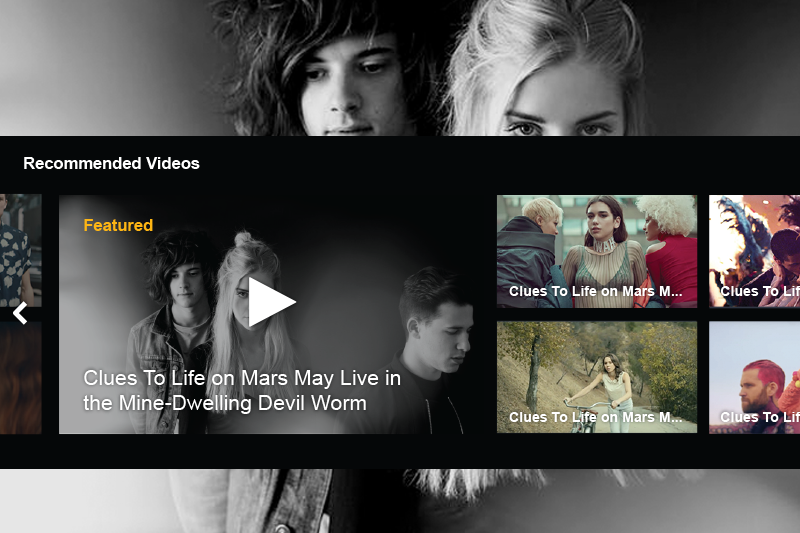 Recommended Videos
Featured
Clues To Life on Mars May Live in
the Mine-Dwelling Devil Worm
Clues To Life on Mars M...
Clues To Lif
Clues To Life on Mars M...
Clues To Lif